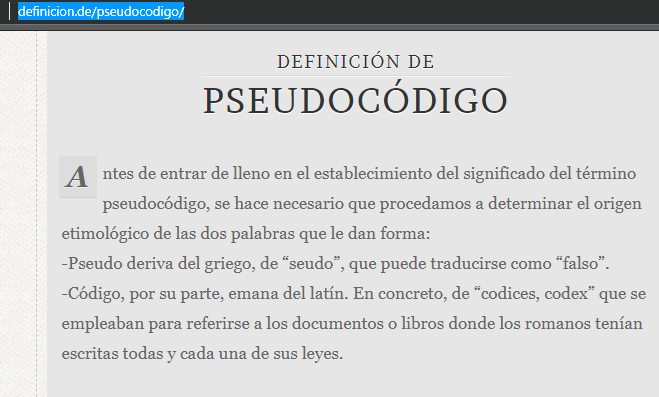 definicion.de/pseudocodigo/
DEFINICIÓN DE
PSEUDOCÓDIGO
Antes de entrar de lleno en el establecimiento del significado del término
pseudocódigo, se hace necesario que procedamos a determinar el origen
etimológico de las dos palabras que le dan forma:
-Pseudo deriva del griego, de “seudo”, que puede traducirse como “falso”.
-Código, por su parte, emana del latín. En concreto, de “codices, codex” que se
empleaban para referirse a los documentos o libros donde los romanos tenían
escritas todas y cada una de sus leyes.